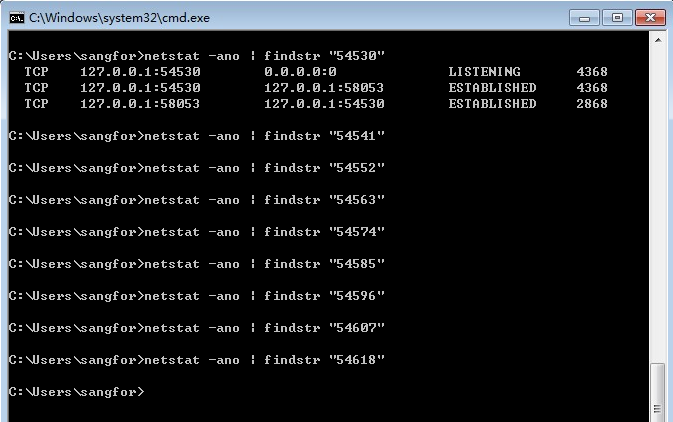 C:\Windows\system32\cmd.exe
C:\Users\sangfor>netstat -ano | findstr "54530"
TCP 127.0.0.1:54530 0.0.0.0:0 LISTENING 4368
TCP 127.0.0.1:54530 127.0.0.1:58053 ESTABLISHED 4368
TCP 127.0.0.1:58053 127.0.0.1:54530 ESTABLISHED 2868
C:\Users\sangfor>netstat -ano | findstr "54541"
C:\Users\sangfor>netstat -ano | findstr "54552"
C:\Users\sangfor>netstat -ano | findstr "54563"
C:\Users\sangfor>netstat -ano | findstr "54574"
C:\Users\sangfor>netstat -ano | findstr "54585"
C:\Users\sangfor>netstat -ano | findstr "54596"
C:\Users\sangfor>netstat -ano | findstr "54607"
C:\Users\sangfor>netstat -ano | findstr "54618"
C:\Users\sangfor>